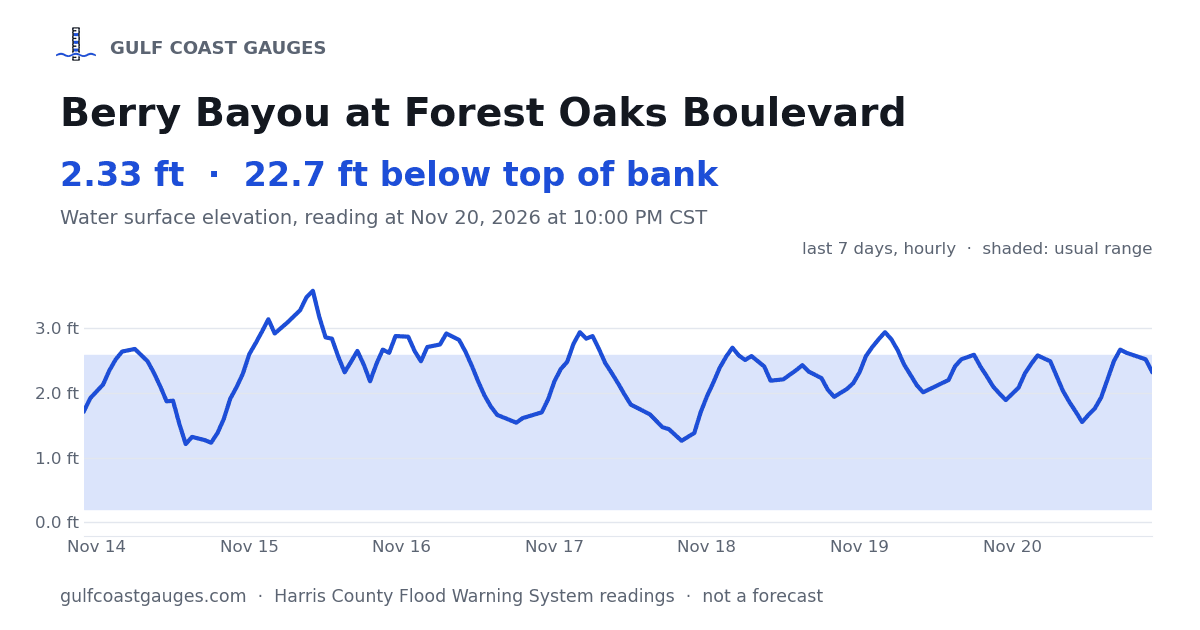 GULF COAST GAUGES
Berry Bayou at Forest Oaks Boulevard
2.33 ft · 22.7 ft below top of bank
Water surface elevation, reading at Nov 20, 2026 at 10:00 PM CST
last 7 days, hourly · shaded: usual range
3.0 ft
2.0 ft
1.0 ft
0.0 ft
Nov 14 Nov 15 Nov 16 Nov 17 Nov 18 Nov 19 Nov 20
gulfcoastgauges.com · Harris County Flood Warning System readings · not a forecast